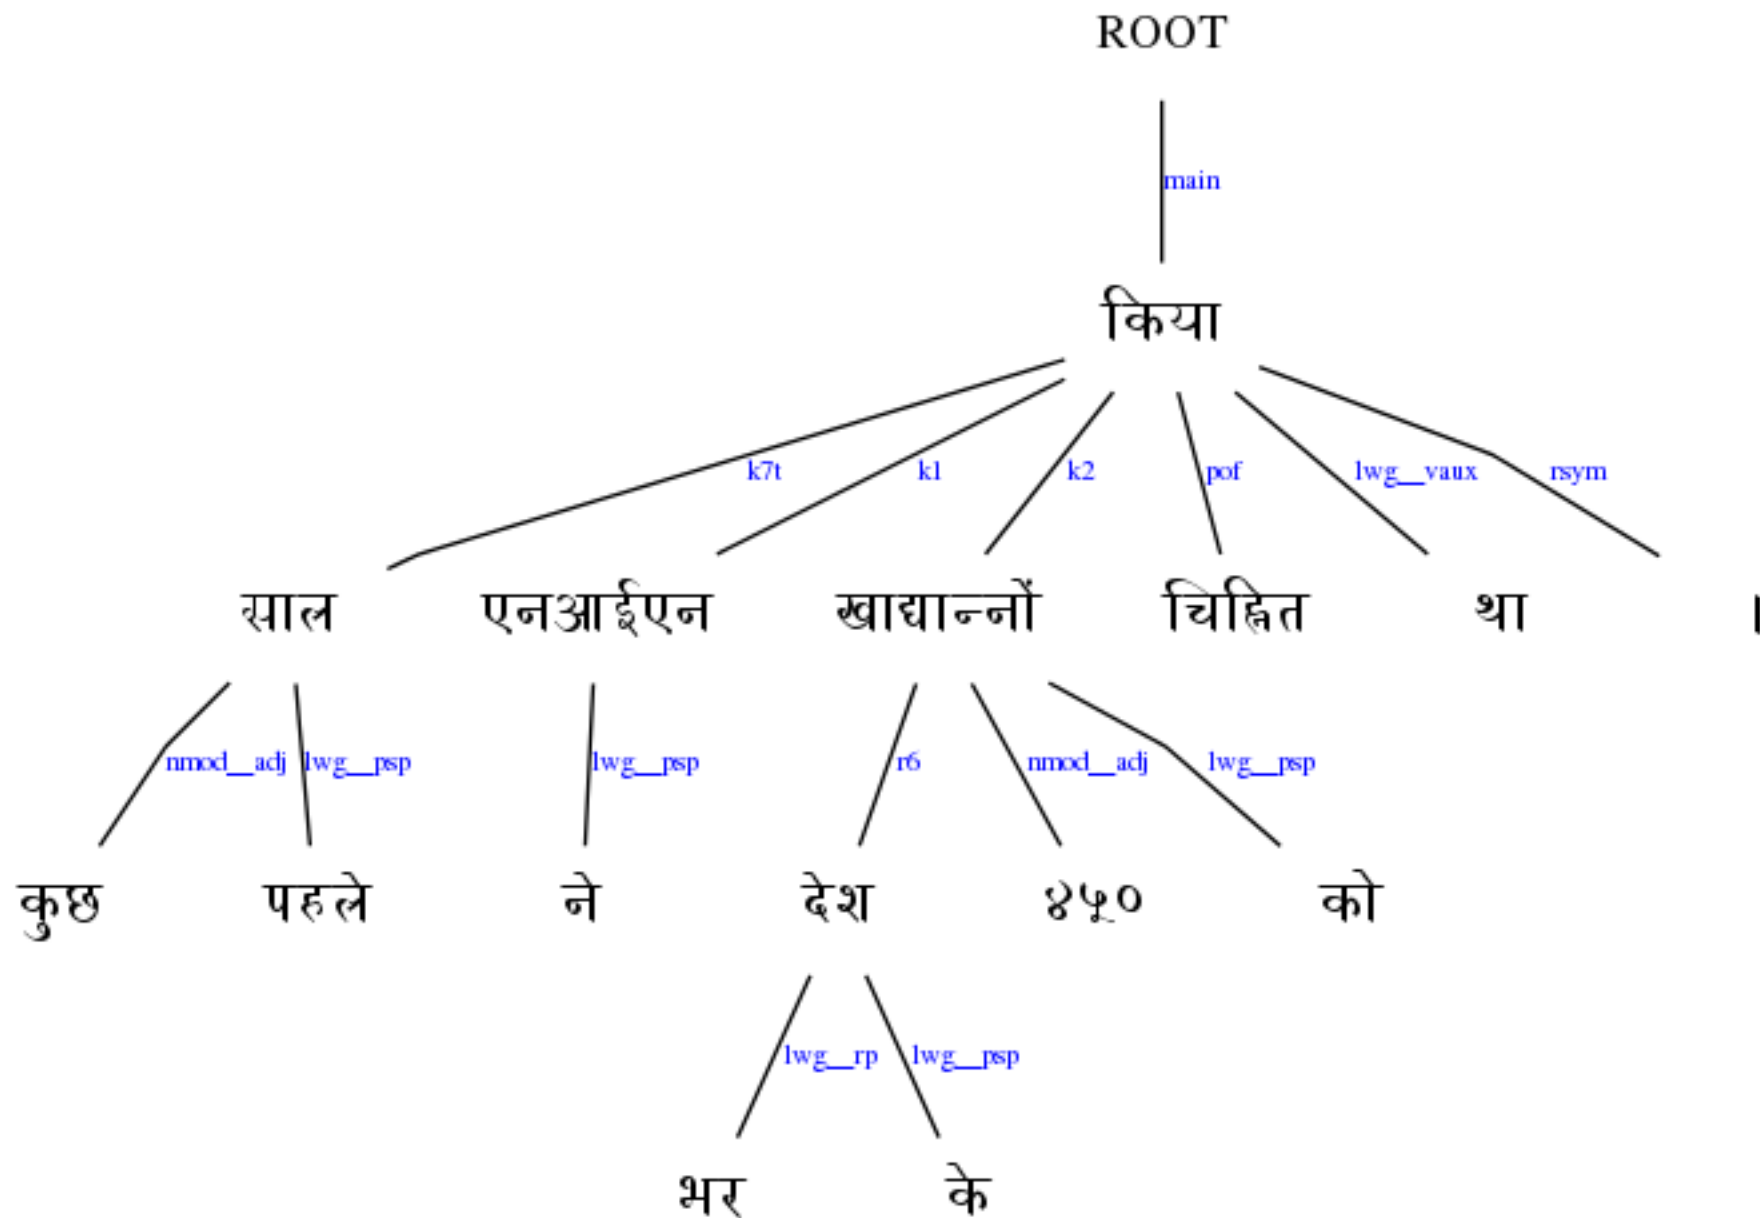 ROOT
main
किया
k7t k1 k2 pof lwg__vaux rsym
साल एनआईएन खाद्यान्नों चिह्नित था ।
nmod__adj lwg__psp lwg__psp r6 nmod__adj lwg__psp
कुछ पहले ने देश ४५० को
lwg__rp lwg__psp
भर के